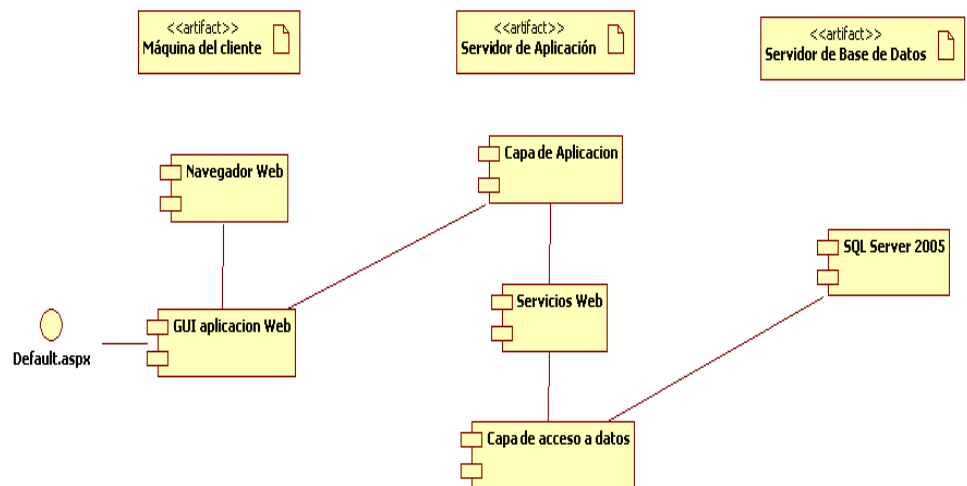 <<artifact>>
Máquina del cliente
<<artifact>>
Servidor de Aplicación
<<artifact>>
Servidor de Base de Datos
Navegador Web
Capa de Aplicacion
SQL Server 2005
GUI aplicacion Web
Servicios Web
Default.aspx
Capa de acceso a datos